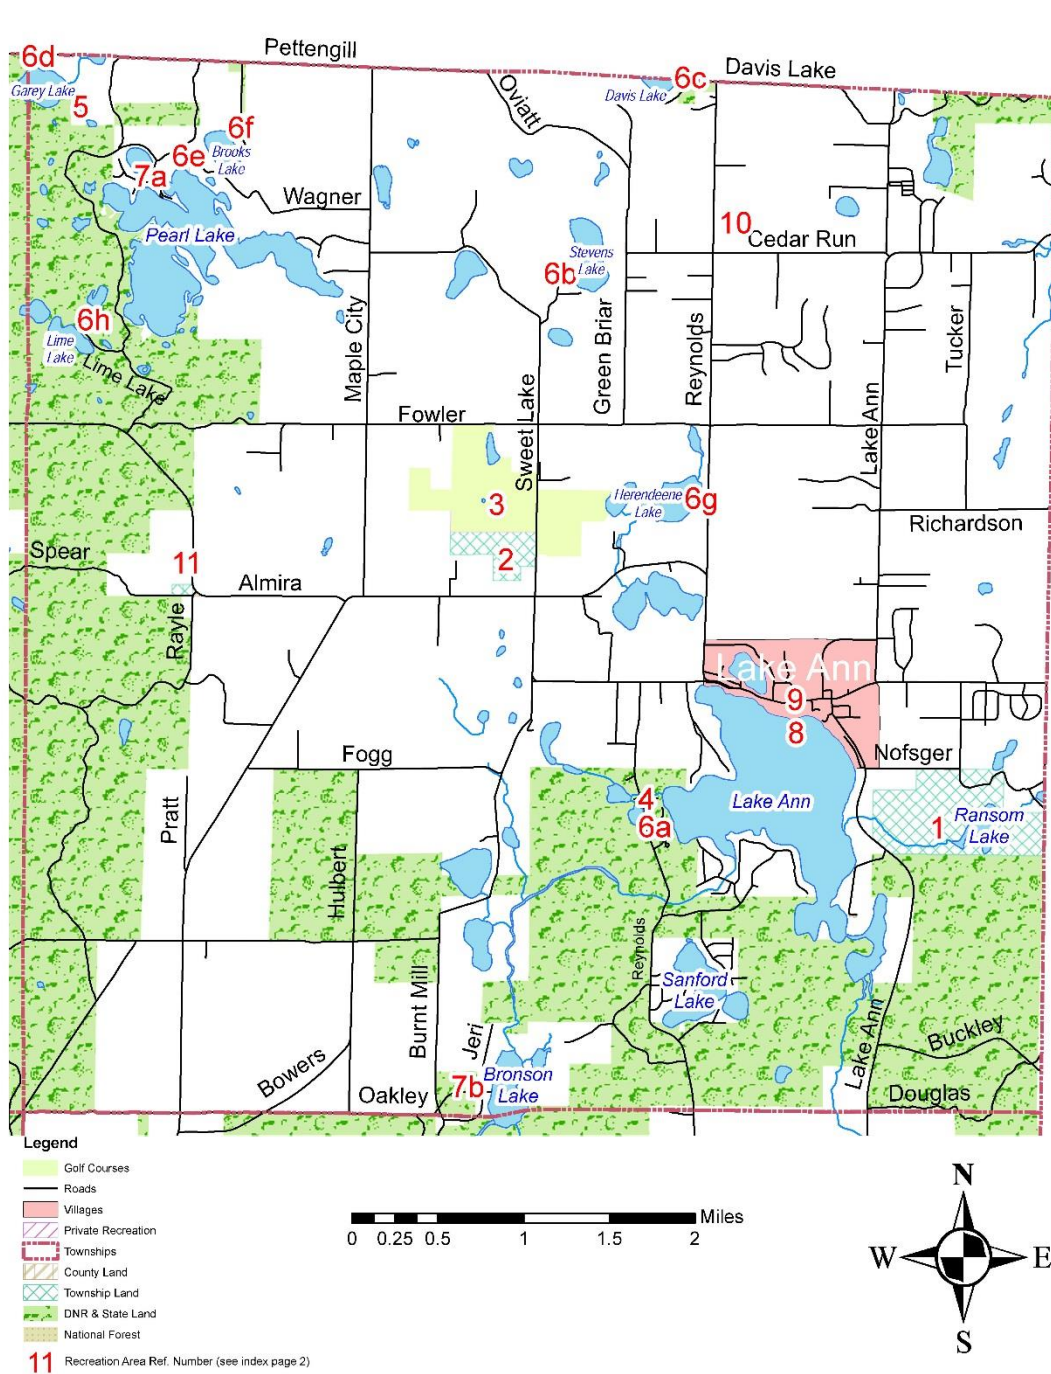 Pettengill
Davis Lake
6d
Garey Lake
5
6f
6e
Brooks
Lake
7a
Oviatt
Davis Lake
6c
Wagner
Pearl Lake
10
Cedar Run
Stevens
Lake
6b
6h
Lime
Lake
Lime Lake
Maple City
Green Briar
Reynolds
Tucker
Fowler
Sweet Lake
Lake Ann
3
Herendeene
Lake
6g
Richardson
Spear
11
2
Almira
Rayle
Lake Ann
9
8
Nofsger
Fogg
Lake Ann
4
6a
1
Ransom
Lake
Pratt
Hulbert
Reynolds
Sanford
Lake
Burnt Mill
Jeri
Lake Ann
Buckley
Bowers
Oakley
7b
Bronson
Lake
Douglas
Legend
Golf Courses
Roads
Villages
Private Recreation
Townships
County Land
Township Land
DNR & State Land
National Forest
11 Recreation Area Ref. Number (see index page 2)
Miles
0 0.25 0.5 1 1.5 2
N
W E
S